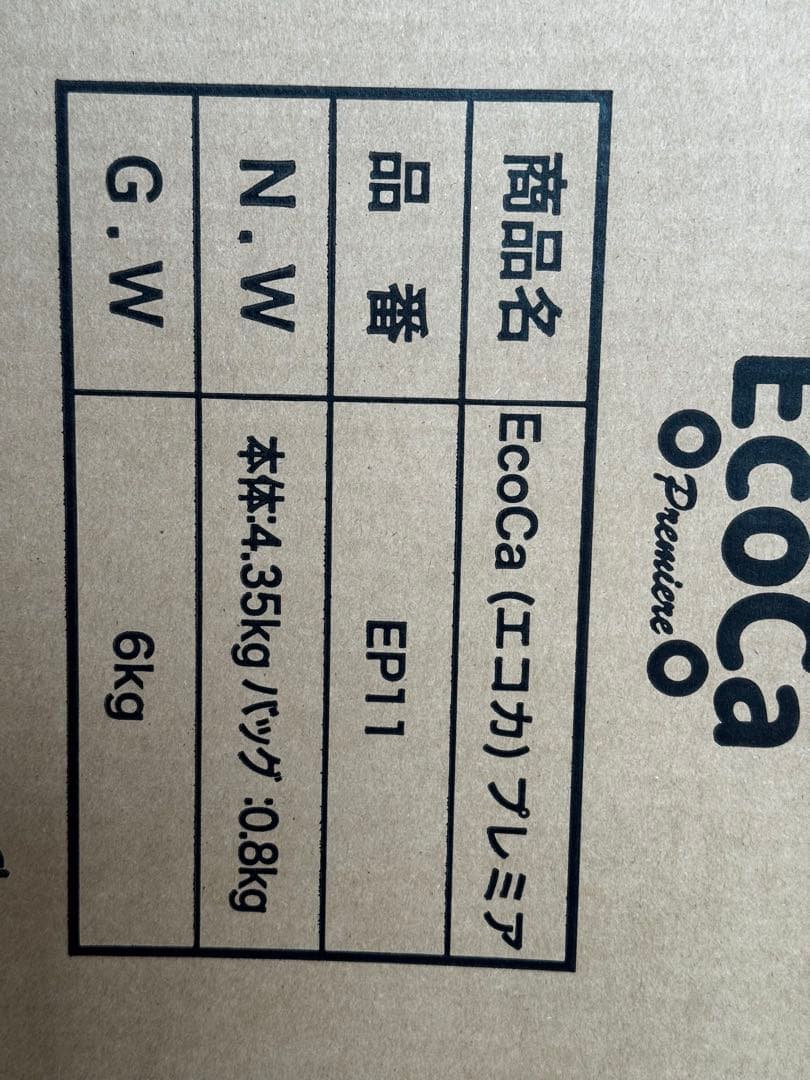 EcoCa
Premiere
商品名 EcoCa (エコカ) プレミア
品 番 EP11
N.W 本体:4.35kg バッグ:0.8kg
G.W 6kg